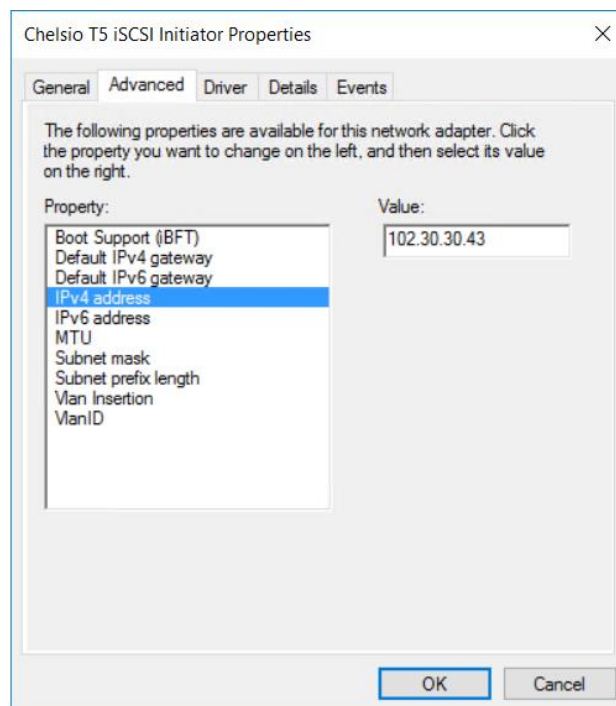 Chelsio T5 iSCSI Initiator Properties
General Advanced Driver Details Events
The following properties are available for this network adapter. Click
the property you want to change on the left, and then select its value
on the right.
Property: Value:
Boot Support (iBFT) 102.30.30.43
Default IPv4 gateway
Default IPv6 gateway
IPv4 address
IPv6 address
MTU
Subnet mask
Subnet prefix length
Vlan Insertion
VlanID
OK Cancel